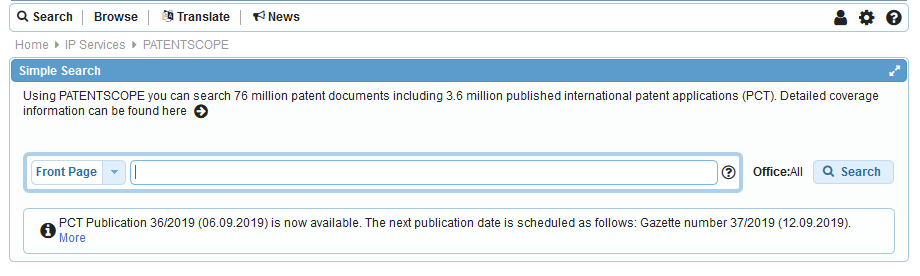 Search Browse Translate News
Home IP Services PATENTSCOPE
Simple Search
Using PATENTSCOPE you can search 76 million patent documents including 3.6 million published international patent applications (PCT). Detailed coverage
information can be found here
Front Page Office:All Search
PCT Publication 36/2019 (06.09.2019) is now available. The next publication date is scheduled as follows: Gazette number 37/2019 (12.09.2019).
More